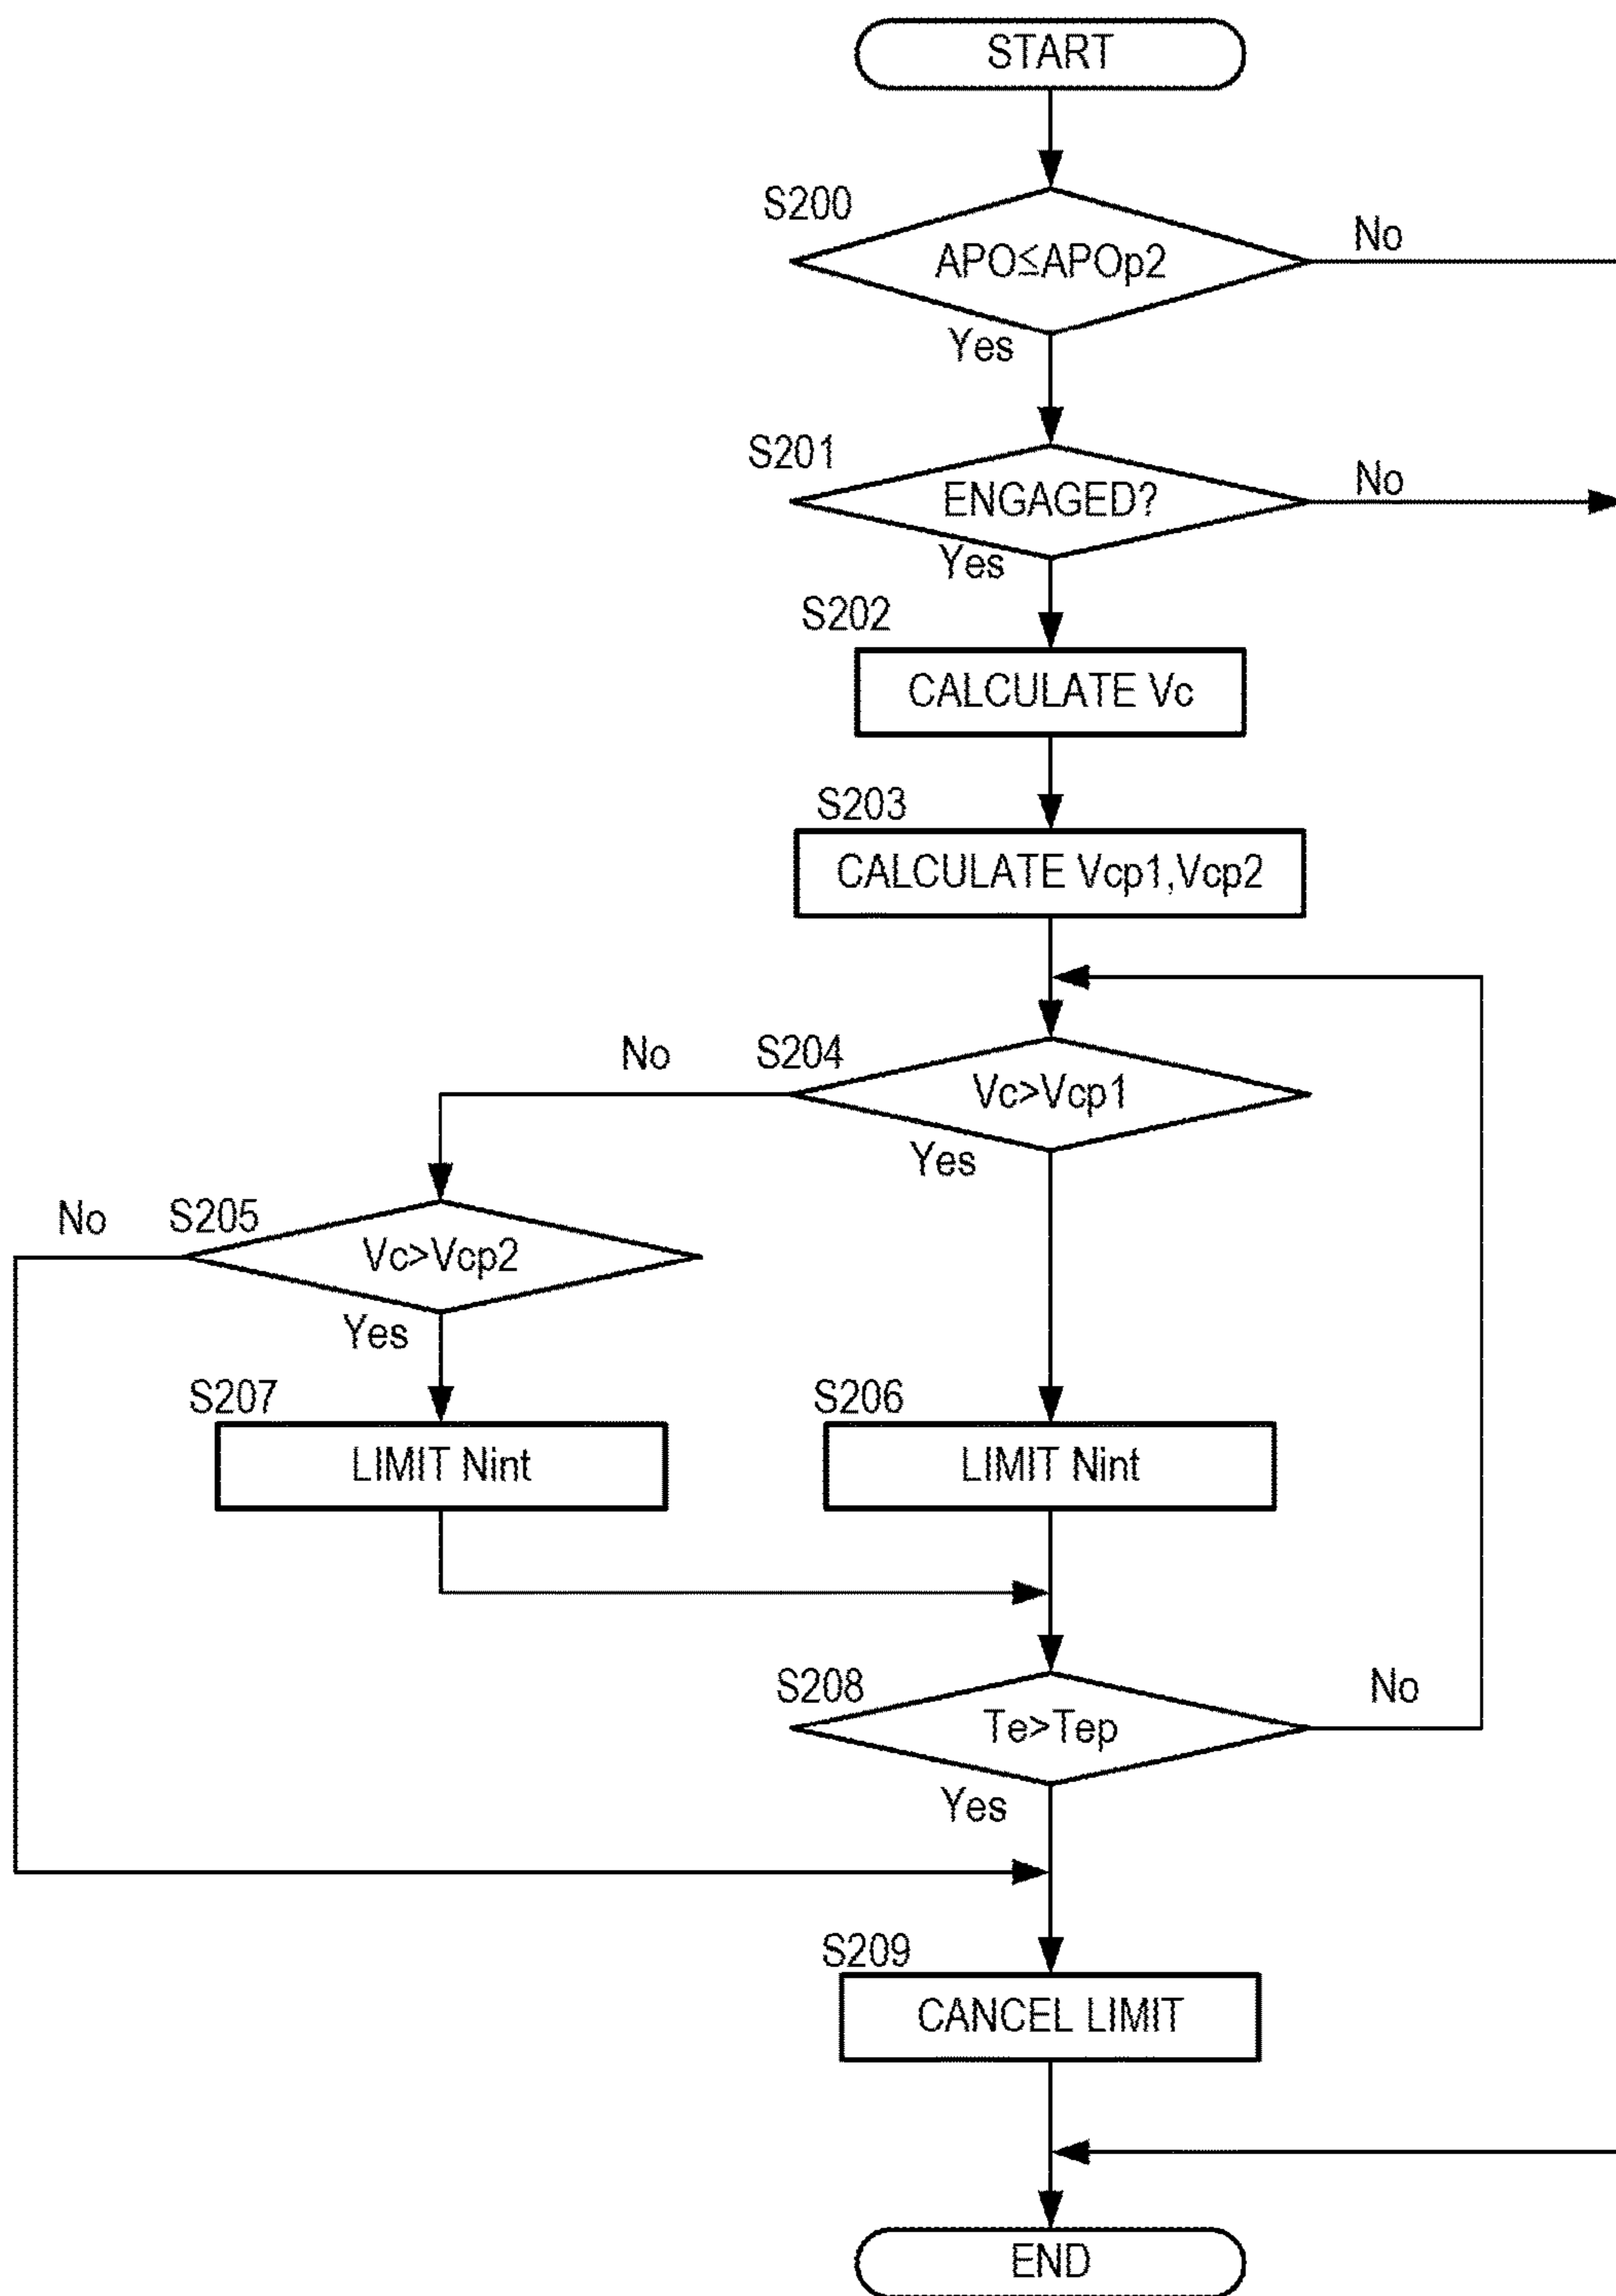 START
S200
APO≤APOp2
No
Yes
S201
ENGAGED?
No
Yes
S202
CALCULATE Vc
S203
CALCULATE Vcp1,Vcp2
No
S204
Vc>Vcp1
Yes
No
S205
Vc>Vcp2
Yes
S207
LIMIT Nint
S206
LIMIT Nint
S208
Te>Tep
No
Yes
S209
CANCEL LIMIT
END